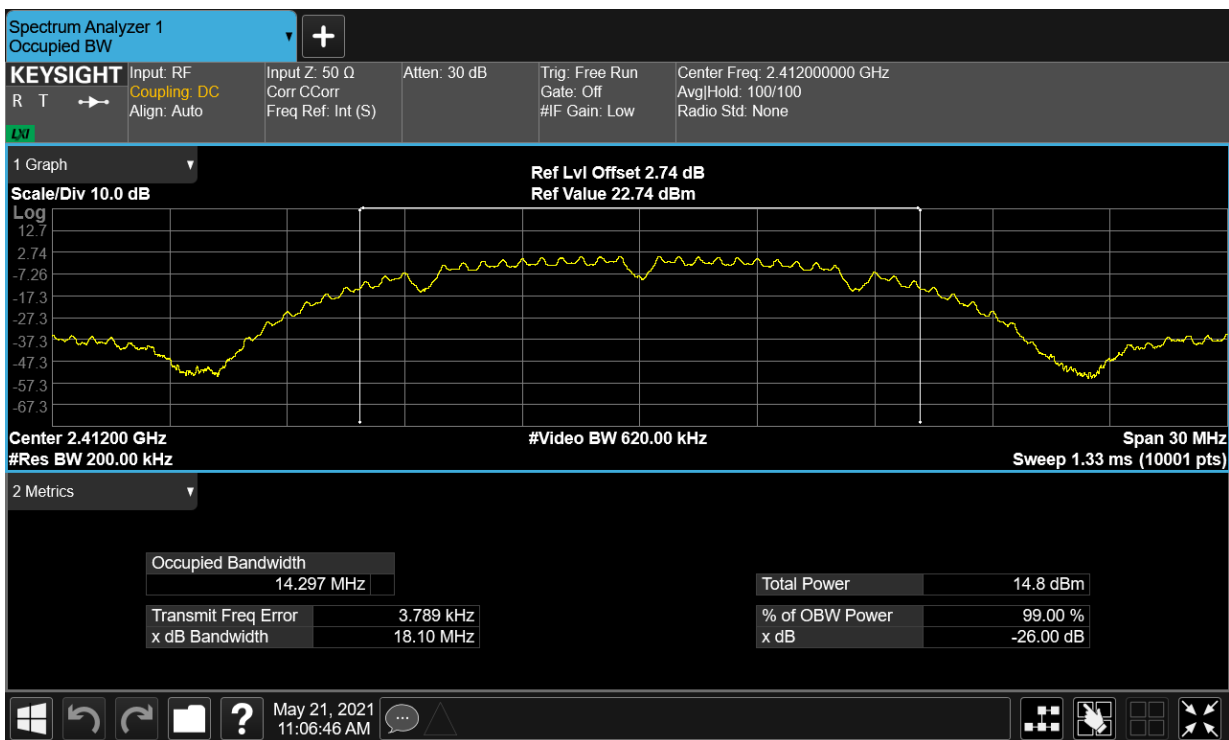 Spectrum Analyzer 1
Occupied BW
KEYSIGHT Input: RF Input Z: 50 Ω Atten: 30 dB Trig: Free Run Center Freq: 2.412000000 GHz
R T Coupling: DC Corr CCorr Gate: Off Avg|Hold: 100/100
Align: Auto Freq Ref: Int (S) #IF Gain: Low Radio Std: None
LXI
1 Graph
Ref Lvl Offset 2.74 dB
Scale/Div 10.0 dB Ref Value 22.74 dBm
Log
12.7
2.74
-7.26
-17.3
-27.3
-37.3
-47.3
-57.3
-67.3
Center 2.41200 GHz #Video BW 620.00 kHz Span 30 MHz
#Res BW 200.00 kHz Sweep 1.33 ms (10001 pts)
2 Metrics
Occupied Bandwidth
14.297 MHz Total Power 14.8 dBm
Transmit Freq Error 3.789 kHz % of OBW Power 99.00 %
x dB Bandwidth 18.10 MHz x dB -26.00 dB
? May 21, 2021
11:06:46 AM